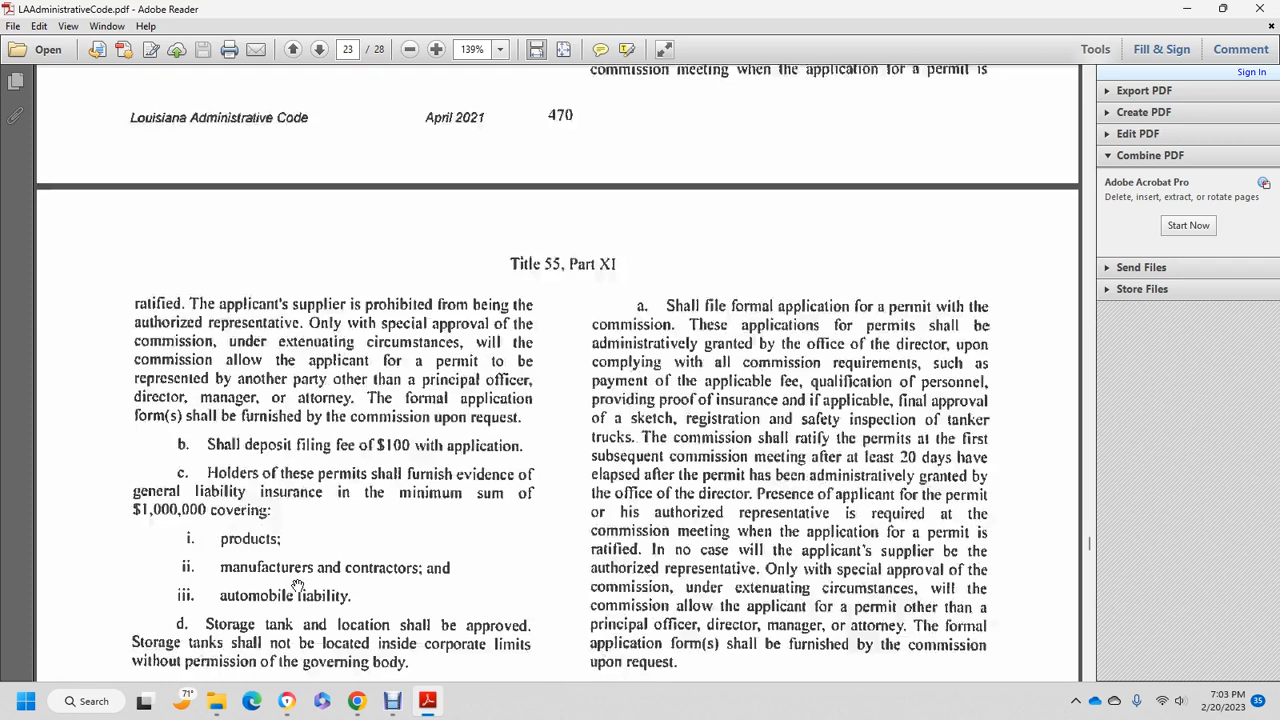 LAAdministrativeCode.pdf - Adobe Reader
File Edit View Window Help
Open 23 / 28 139% Tools Fill & Sign Comment
Sign In
Export PDF
Create PDF
Edit PDF
Combine PDF
Adobe Acrobat Pro
Delete, insert, extract, or rotate pages
Start Now
Send Files
Store Files
commission meeting when the application for a permit is
Louisiana Administrative Code April 2021 470
Title 55, Part XI
ratified. The applicant's supplier is prohibited from being the
authorized representative. Only with special approval of the
commission, under extenuating circumstances, will the
commission allow the applicant for a permit to be
represented by another party other than a principal officer,
director, manager, or attorney. The formal application
form(s) shall be furnished by the commission upon request.
b. Shall deposit filing fee of $100 with application.
c. Holders of these permits shall furnish evidence of
general liability insurance in the minimum sum of
$1,000,000 covering:
i. products;
ii. manufacturers and contractors; and
iii. automobile liability.
d. Storage tank and location shall be approved.
Storage tanks shall not be located inside corporate limits
without permission of the governing body.
a. Shall file formal application for a permit with the
commission. These applications for permits shall be
administratively granted by the office of the director, upon
complying with all commission requirements, such as
payment of the applicable fee, qualification of personnel,
providing proof of insurance and if applicable, final approval
of a sketch, registration and safety inspection of tanker
trucks. The commission shall ratify the permits at the first
subsequent commission meeting after at least 20 days have
elapsed after the permit has been administratively granted by
the office of the director. Presence of applicant for the permit
or his authorized representative is required at the
commission meeting when the application for a permit is
ratified. In no case will the applicant's supplier be the
authorized representative. Only with special approval of the
commission, under extenuating circumstances, will the
commission allow the applicant for a permit other than a
principal officer, director, manager, or attorney. The formal
application form(s) shall be furnished by the commission
upon request.
Search
71°
7:03 PM
2/20/2023
35